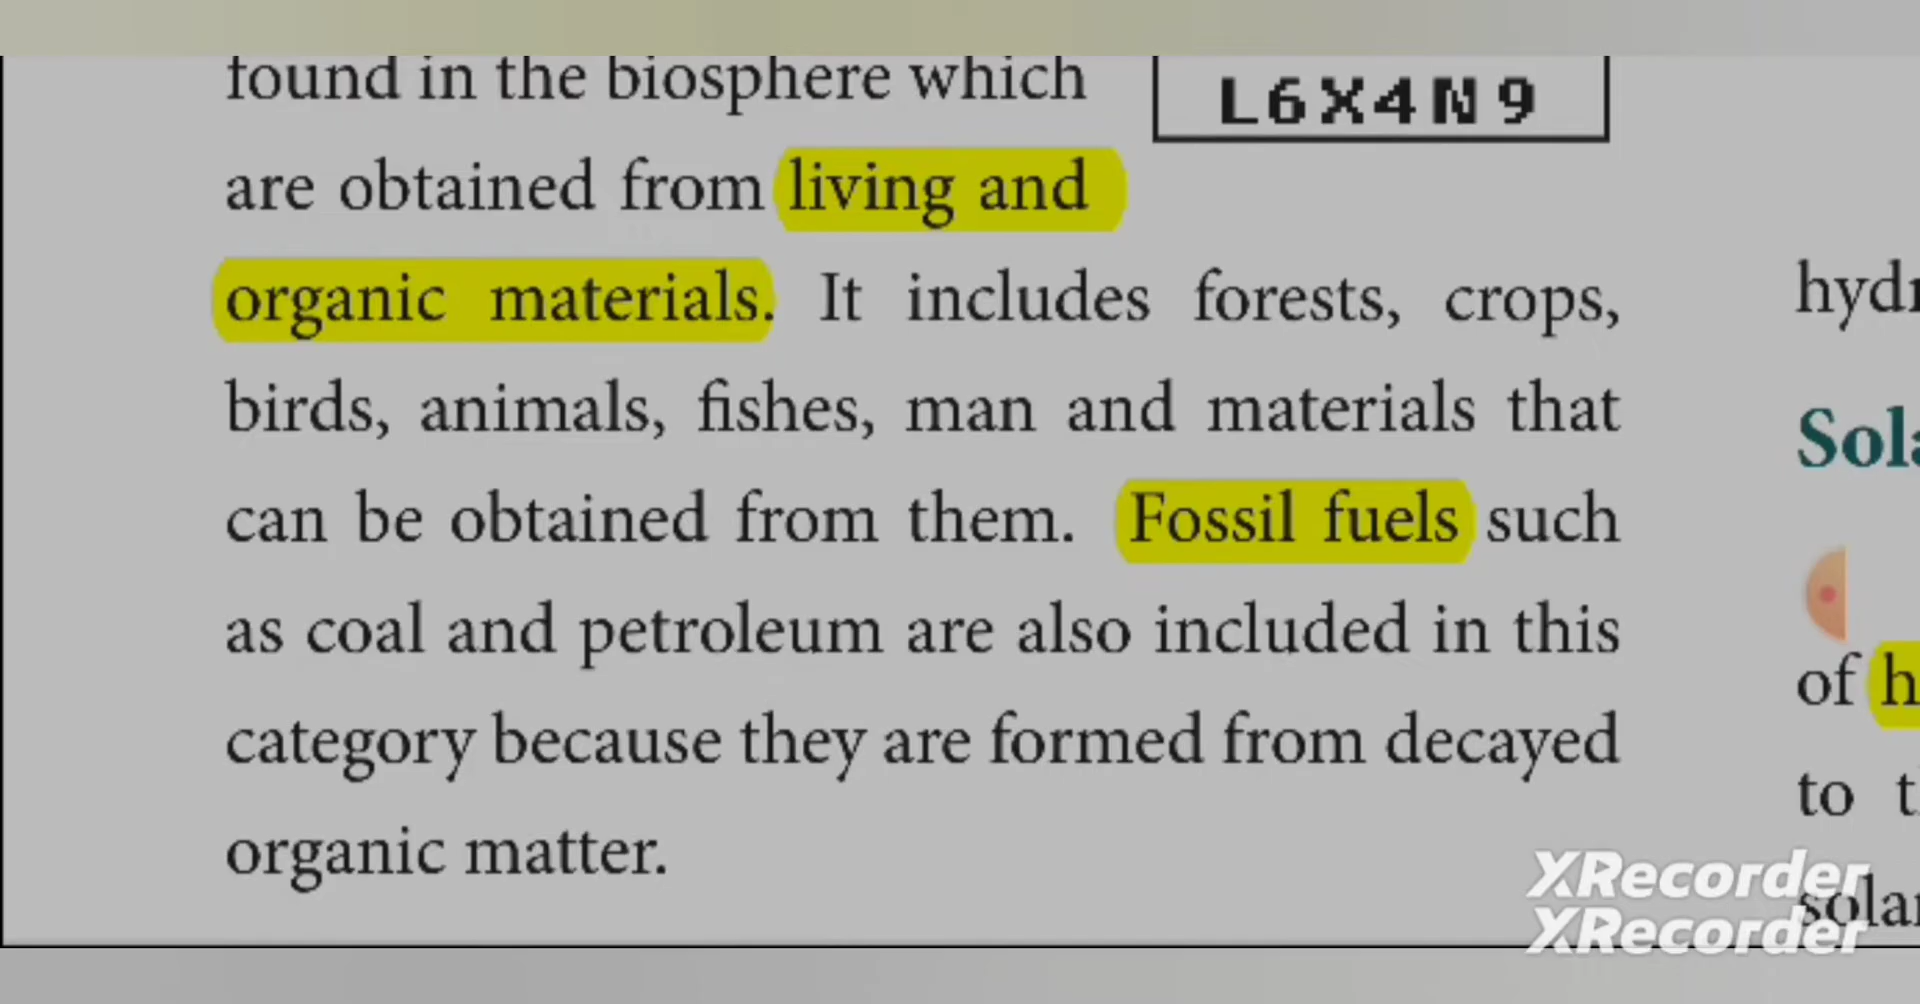 found in the biosphere which
L6X4N9
are obtained from living and
organic materials. It includes forests, crops,
birds, animals, fishes, man and materials that
can be obtained from them. Fossil fuels such
as coal and petroleum are also included in this
category because they are formed from decayed
organic matter.
of
to
XRecorder
XRecorder